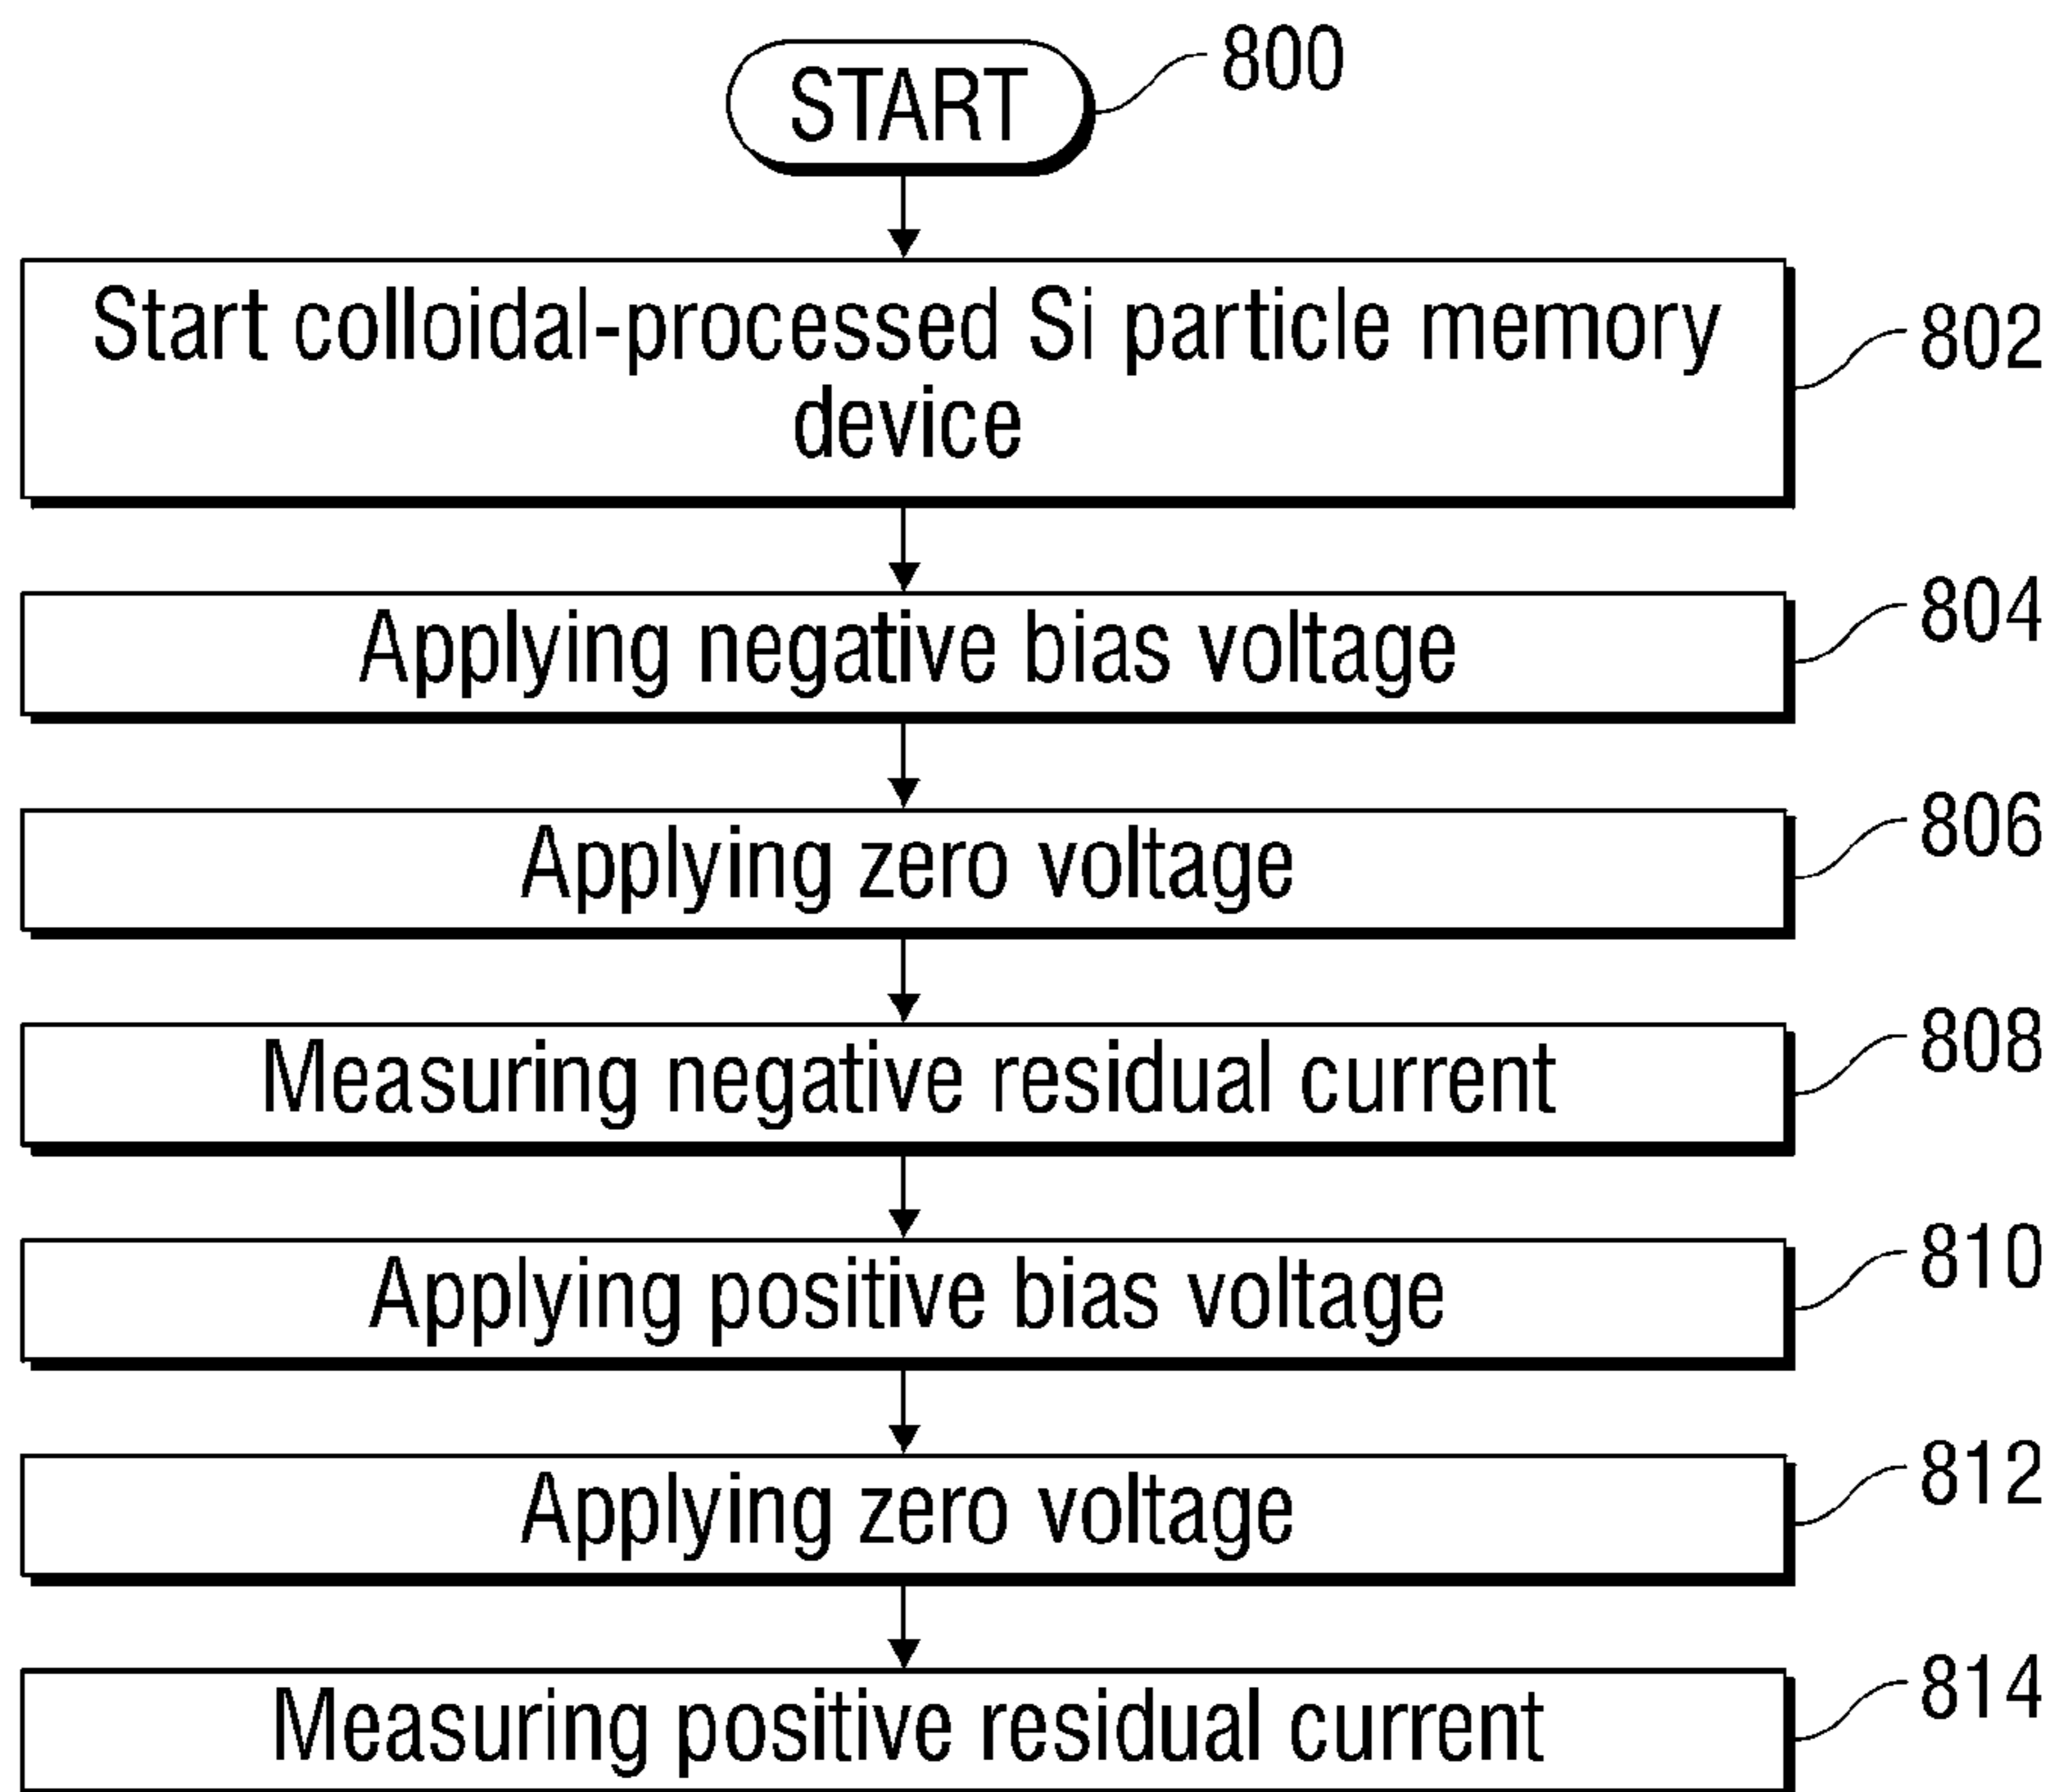 START
800
Start colloidal-processed Si particle memory
device
802
Applying negative bias voltage
804
Applying zero voltage
806
Measuring negative residual current
808
Applying positive bias voltage
810
Applying zero voltage
812
Measuring positive residual current
814